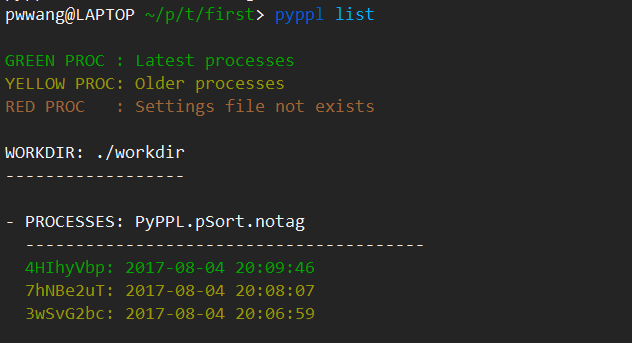 pwwang@LAPTOP ~/p/t/first> pyppl list
GREEN PROC : Latest processes
YELLOW PROC: Older processes
RED PROC   : Settings file not exists
WORKDIR: ./workdir
------------------
- PROCESSES: PyPPL.pSort.notag
  ----------------------------------------
  4HIhyVbp: 2017-08-04 20:09:46
  7hNBe2uT: 2017-08-04 20:08:07
  3wSvG2bc: 2017-08-04 20:06:59